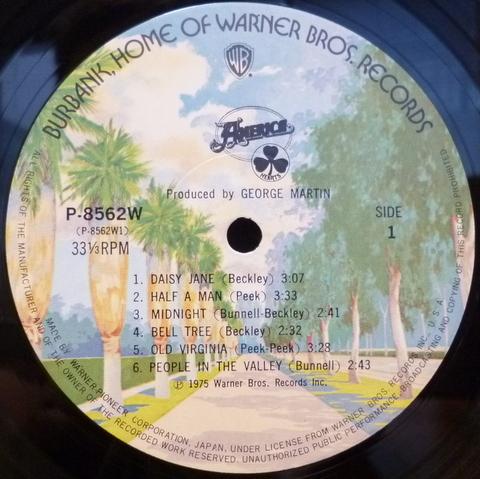 BURBANK, HOME OF WARNER BROS. RECORDS
WB
AMERICA
HEARTS
Produced by GEORGE MARTIN
P-8562W
(P-8562W1)
33⅓RPM
SIDE
1
1. DAISY JANE (Beckley) 3:07
2. HALF A MAN (Peek) 3:33
3. MIDNIGHT (Bunnell-Beckley) 2:41
4. BELL TREE (Beckley) 2:32
5. OLD VIRGINIA (Peek-Peek) 3:28
6. PEOPLE IN THE VALLEY (Bunnell) 2:43
℗ 1975 Warner Bros. Records Inc.
MADE BY WARNER-PIONEER CORPORATION, JAPAN, UNDER LICENSE FROM WARNER BROS. RECORDS INC., U.S.A.
ALL RIGHTS OF THE MANUFACTURER AND OF THE OWNER OF THE RECORDED WORK RESERVED. UNAUTHORIZED PUBLIC PERFORMANCE, BROADCASTING AND COPYING OF THIS RECORD PROHIBITED